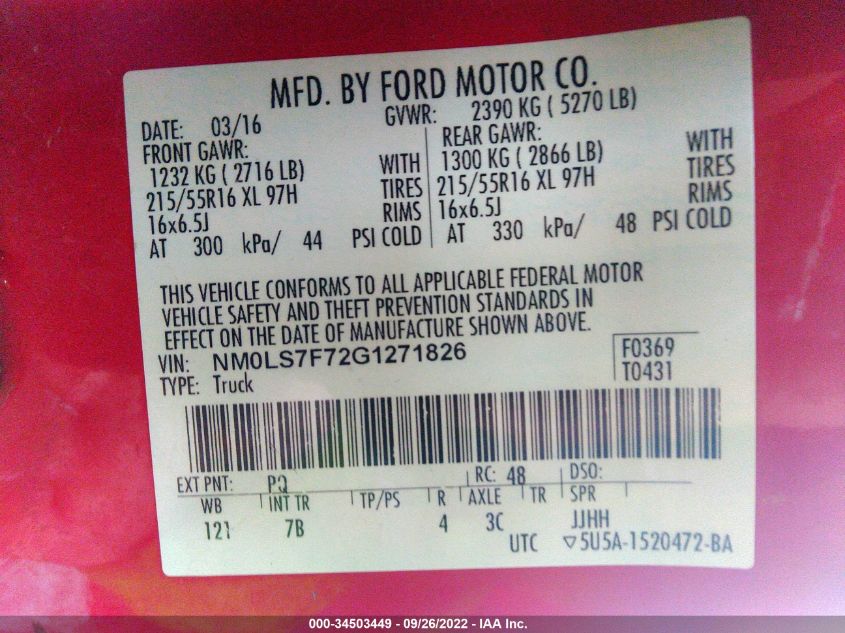 MFD. BY FORD MOTOR CO.
DATE: 03/16 GVWR: 2390 KG ( 5270 LB)
FRONT GAWR: REAR GAWR:
1232 KG ( 2716 LB) WITH 1300 KG ( 2866 LB) WITH
215/55R16 XL 97H TIRES 215/55R16 XL 97H TIRES
16x6.5J RIMS 16x6.5J RIMS
AT 300 kPa/ 44 PSI COLD AT 330 kPa/ 48 PSI COLD
THIS VEHICLE CONFORMS TO ALL APPLICABLE FEDERAL MOTOR
VEHICLE SAFETY AND THEFT PREVENTION STANDARDS IN
EFFECT ON THE DATE OF MANUFACTURE SHOWN ABOVE.
VIN: NM0LS7F72G1271826 F0369
TYPE: Truck T0431
EXT PNT: PQ RC: 48 DSO:
WB INT TR TP/PS R AXLE TR SPR
121 7B 4 3C JJHH
UTC ▽5U5A-1520472-BA
000-34503449 - 09/26/2022 - IAA Inc.